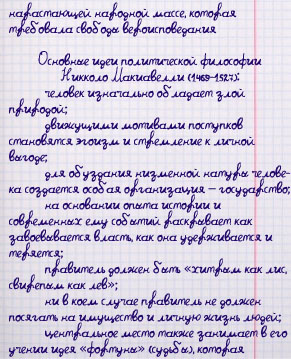 нарастающей народной массе, которая
требовала свободы вероисповедания
Основные идеи политической философии
Никколо Макиавелли (1469-1527):
человек изначально обладает злой
природой;
движущими мотивами поступков
становятся эгоизм и стремление к личной
выгоде;
для обуздания низменной натуры челове-
ка создается особая организация – государство;
на основании опыта истории и
современных ему событий раскрывает как
завоевывается власть, как она удерживается и
теряется;
правитель должен быть «хитрым как лис,
свирепым как лев»;
ни в коем случае правитель не должен
посягать на имущество и личную жизнь людей;
центральное место также занимает в его
учении идея «фортуны» (судьбы), которая